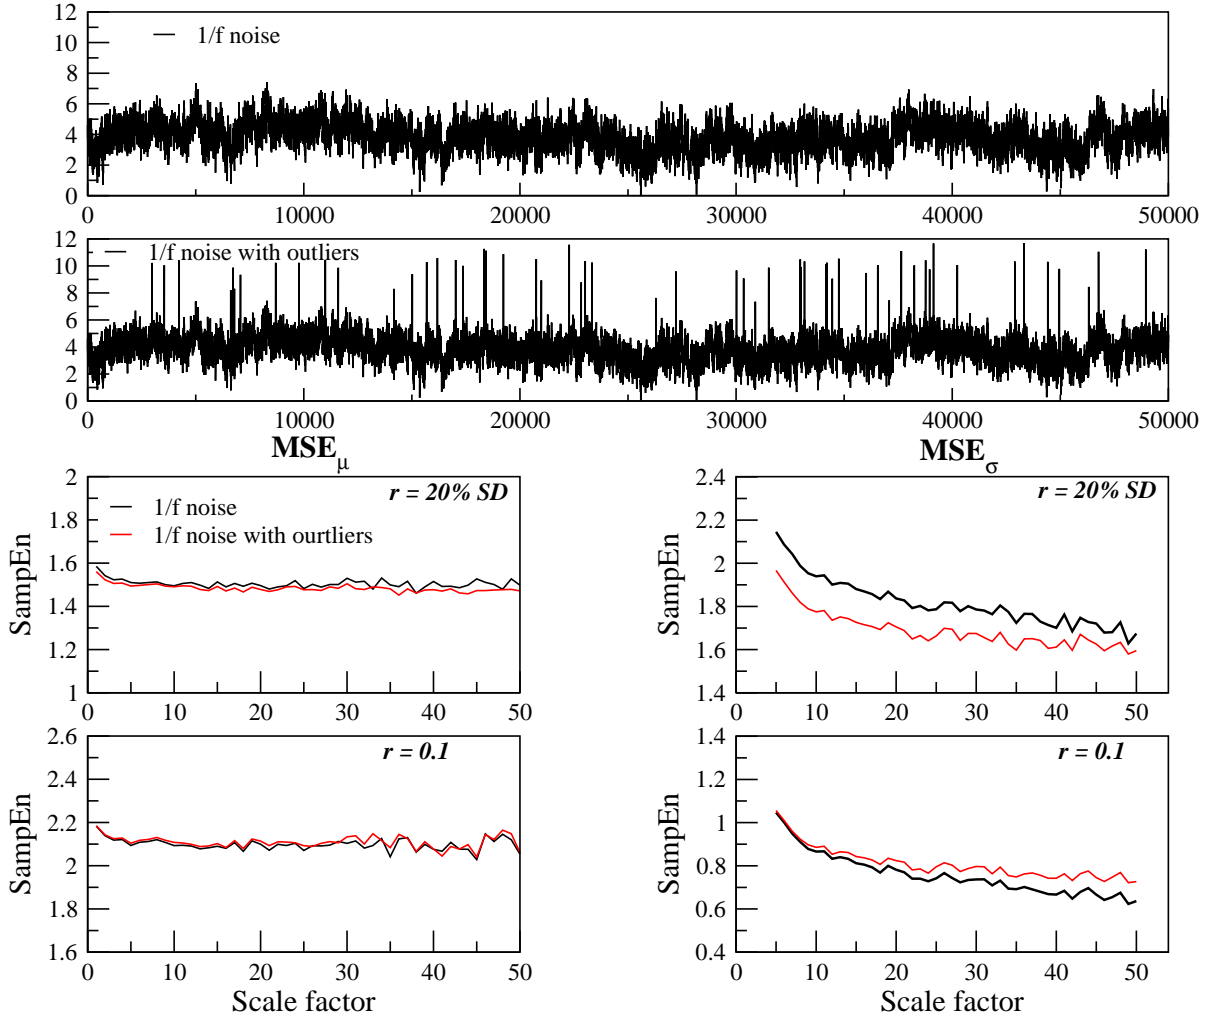 12
10
8
6
4
2
0
1/f noise
0 10000 20000 30000 40000 50000
12
10
8
6
4
2
0
1/f noise with outliers
0 10000 20000 30000 40000 50000
MSEμ
MSEσ
2
1.8
1.6
1.4
1.2
1
SampEn
r = 20% SD
1/f noise
1/f noise with ourtliers
0 10 20 30 40 50
2.4
2.2
2
1.8
1.6
1.4
SampEn
r = 20% SD
0 10 20 30 40 50
2.6
2.4
2.2
2
1.8
1.6
SampEn
r = 0.1
0 10 20 30 40 50
Scale factor
1.4
1.2
1
0.8
0.6
0.4
SampEn
r = 0.1
0 10 20 30 40 50
Scale factor